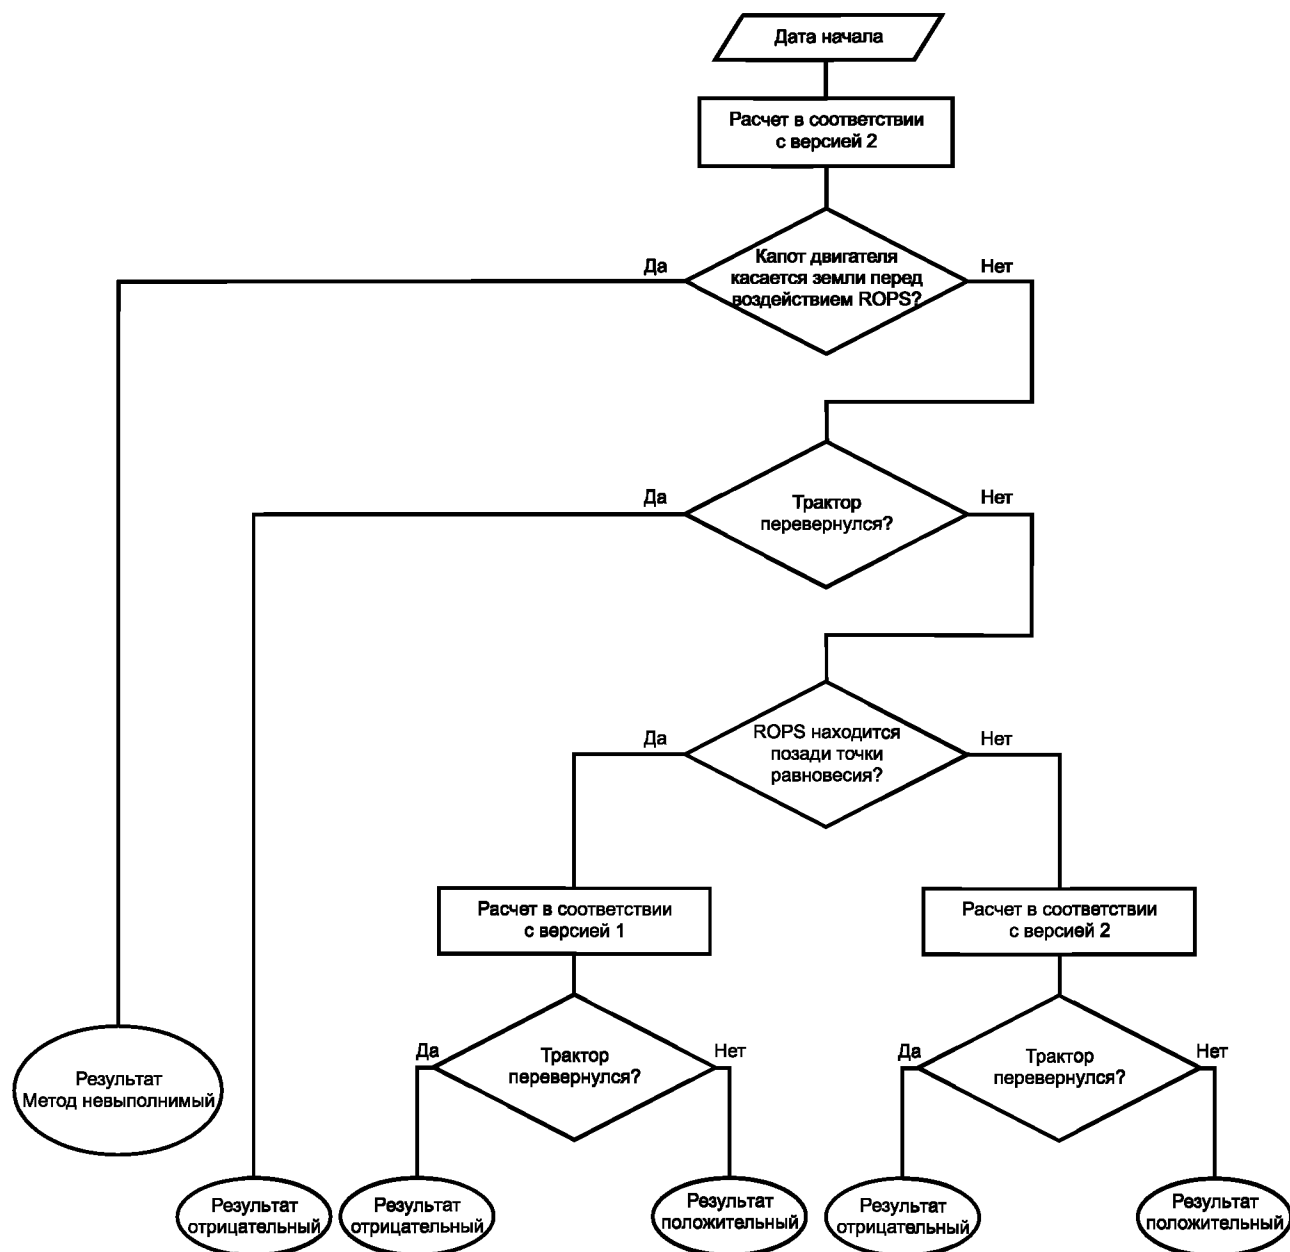 Дата начала
Расчет в соответствии
с версией 2
Да
Капот двигателя
касается земли перед
воздействием ROPS?
Нет
Да
Трактор
перевернулся?
Нет
Да
ROPS находится
позади точки
равновесия?
Нет
Расчет в соответствии
с версией 1
Расчет в соответствии
с версией 2
Да
Трактор
перевернулся?
Нет
Да
Трактор
перевернулся?
Нет
Результат
Метод невыполнимый
Результат
отрицательный
Результат
отрицательный
Результат
положительный
Результат
отрицательный
Результат
положительный